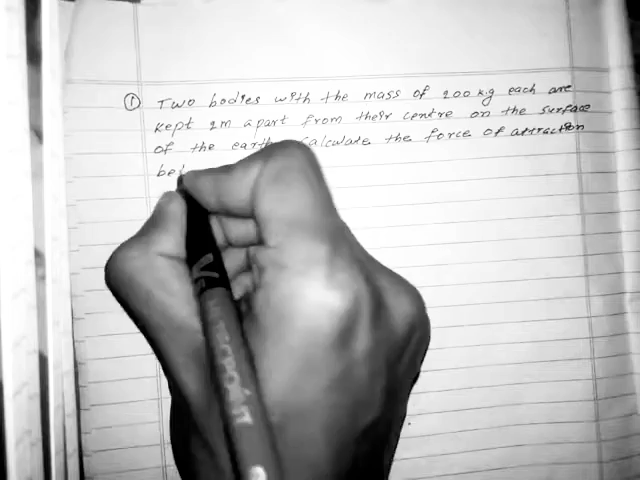 ① Two bodies with the mass of 200 kg each are
kept 2m apart from their centre on the surface
of the earth calculate the force of attraction
bet